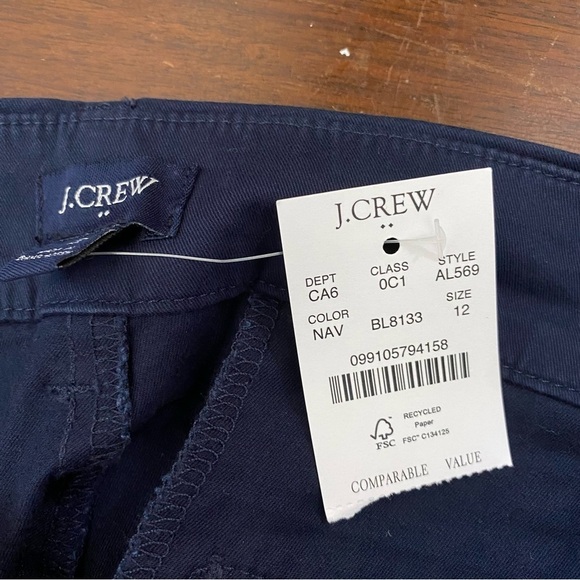 J.CREW
J.CREW
DEPT CLASS STYLE
CA6 0C1 AL569
COLOR SIZE
NAV BL8133 12
099105794158
RECYCLED
Paper
FSC
FSC® C134125
COMPARABLE VALUE